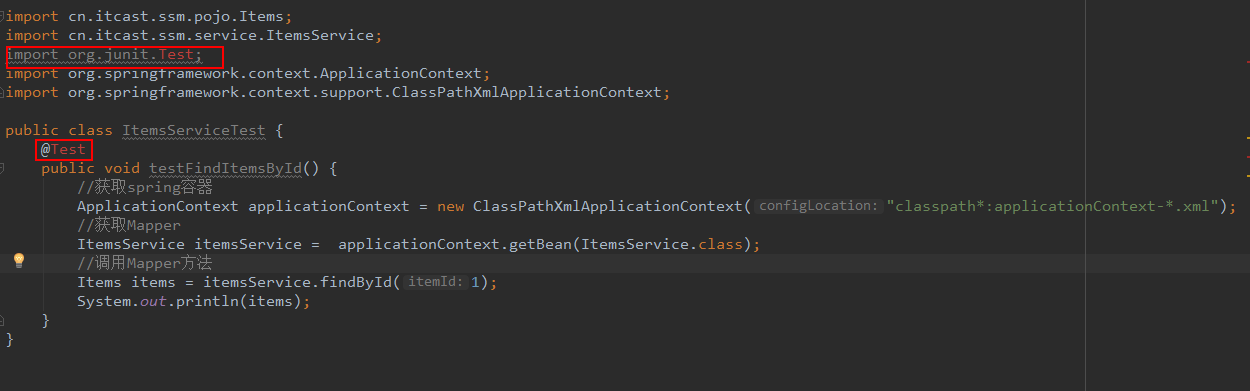 import cn.itcast.ssm.pojo.Items;
import cn.itcast.ssm.service.ItemsService;
import org.junit.Test;
import org.springframework.context.ApplicationContext;
import org.springframework.context.support.ClassPathXmlApplicationContext;
public class ItemsServiceTest {
@Test
public void testFindItemsById() {
//获取spring容器
ApplicationContext applicationContext = new ClassPathXmlApplicationContext( configLocation: "classpath*:applicationContext-*.xml");
//获取Mapper
ItemsService itemsService =  applicationContext.getBean(ItemsService.class);
//调用Mapper方法
Items items = itemsService.findById( itemId: 1);
System.out.println(items);
}
}